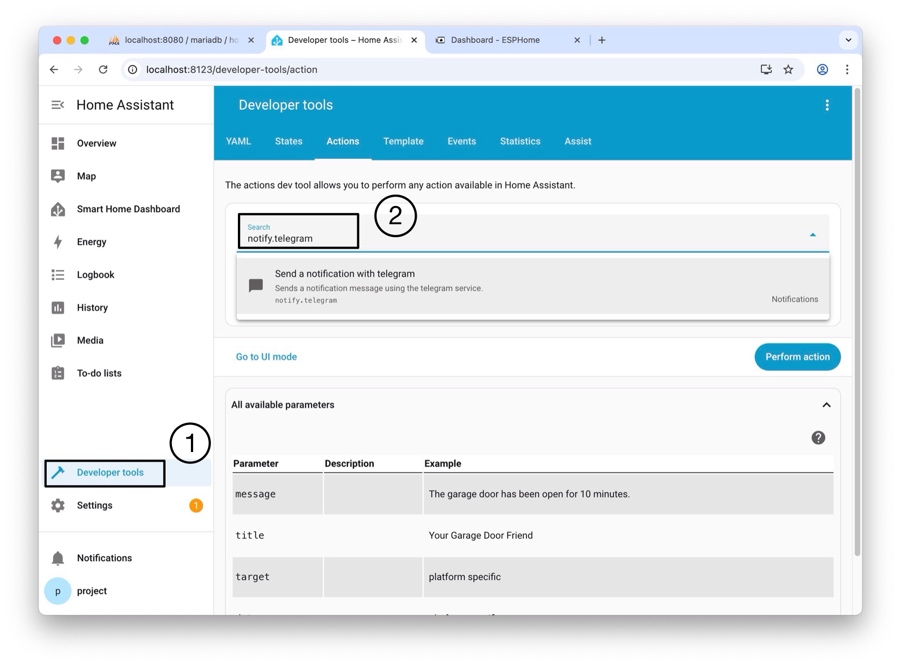 localhost:8080 / mariadb / ho
Developer tools – Home Assis
Dashboard - ESPHome
localhost:8123/developer-tools/action
Home Assistant
Developer tools
YAML
States
Actions
Template
Events
Statistics
Assist
Overview
Map
Smart Home Dashboard
Energy
Logbook
History
Media
To-do lists
1
Developer tools
Settings
1
Notifications
p
project
The actions dev tool allows you to perform any action available in Home Assistant.
2
Search
notify.telegram
Send a notification with telegram
Sends a notification message using the telegram service.
notify.telegram
Notifications
Go to UI mode
Perform action
All available parameters
Parameter Description Example
message The garage door has been open for 10 minutes.
title Your Garage Door Friend
target platform specific